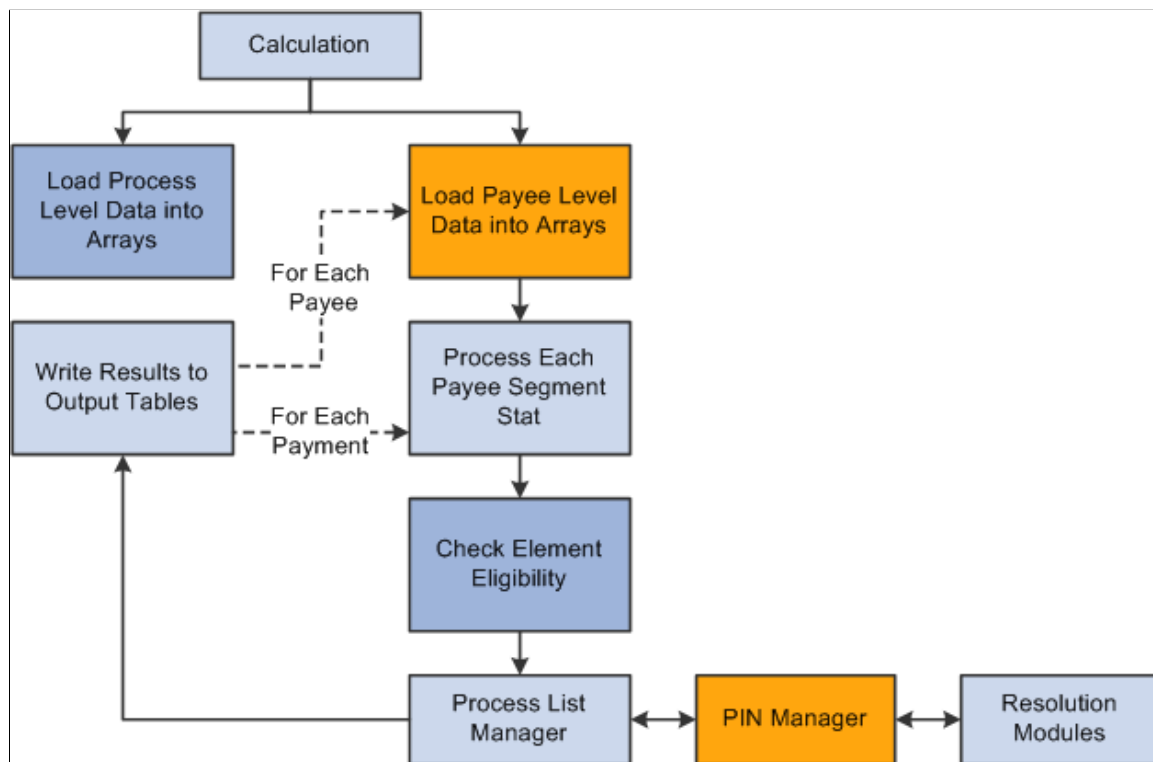 Calculation
Load Process
Level Data into
Arrays
Load Payee Level
Data into Arrays
For Each
Payee
Write Results to
Output Tables
Process Each
Payee Segment
Stat
For Each
Payment
Check Element
Eligibility
Process List
Manager
PIN Manager
Resolution
Modules